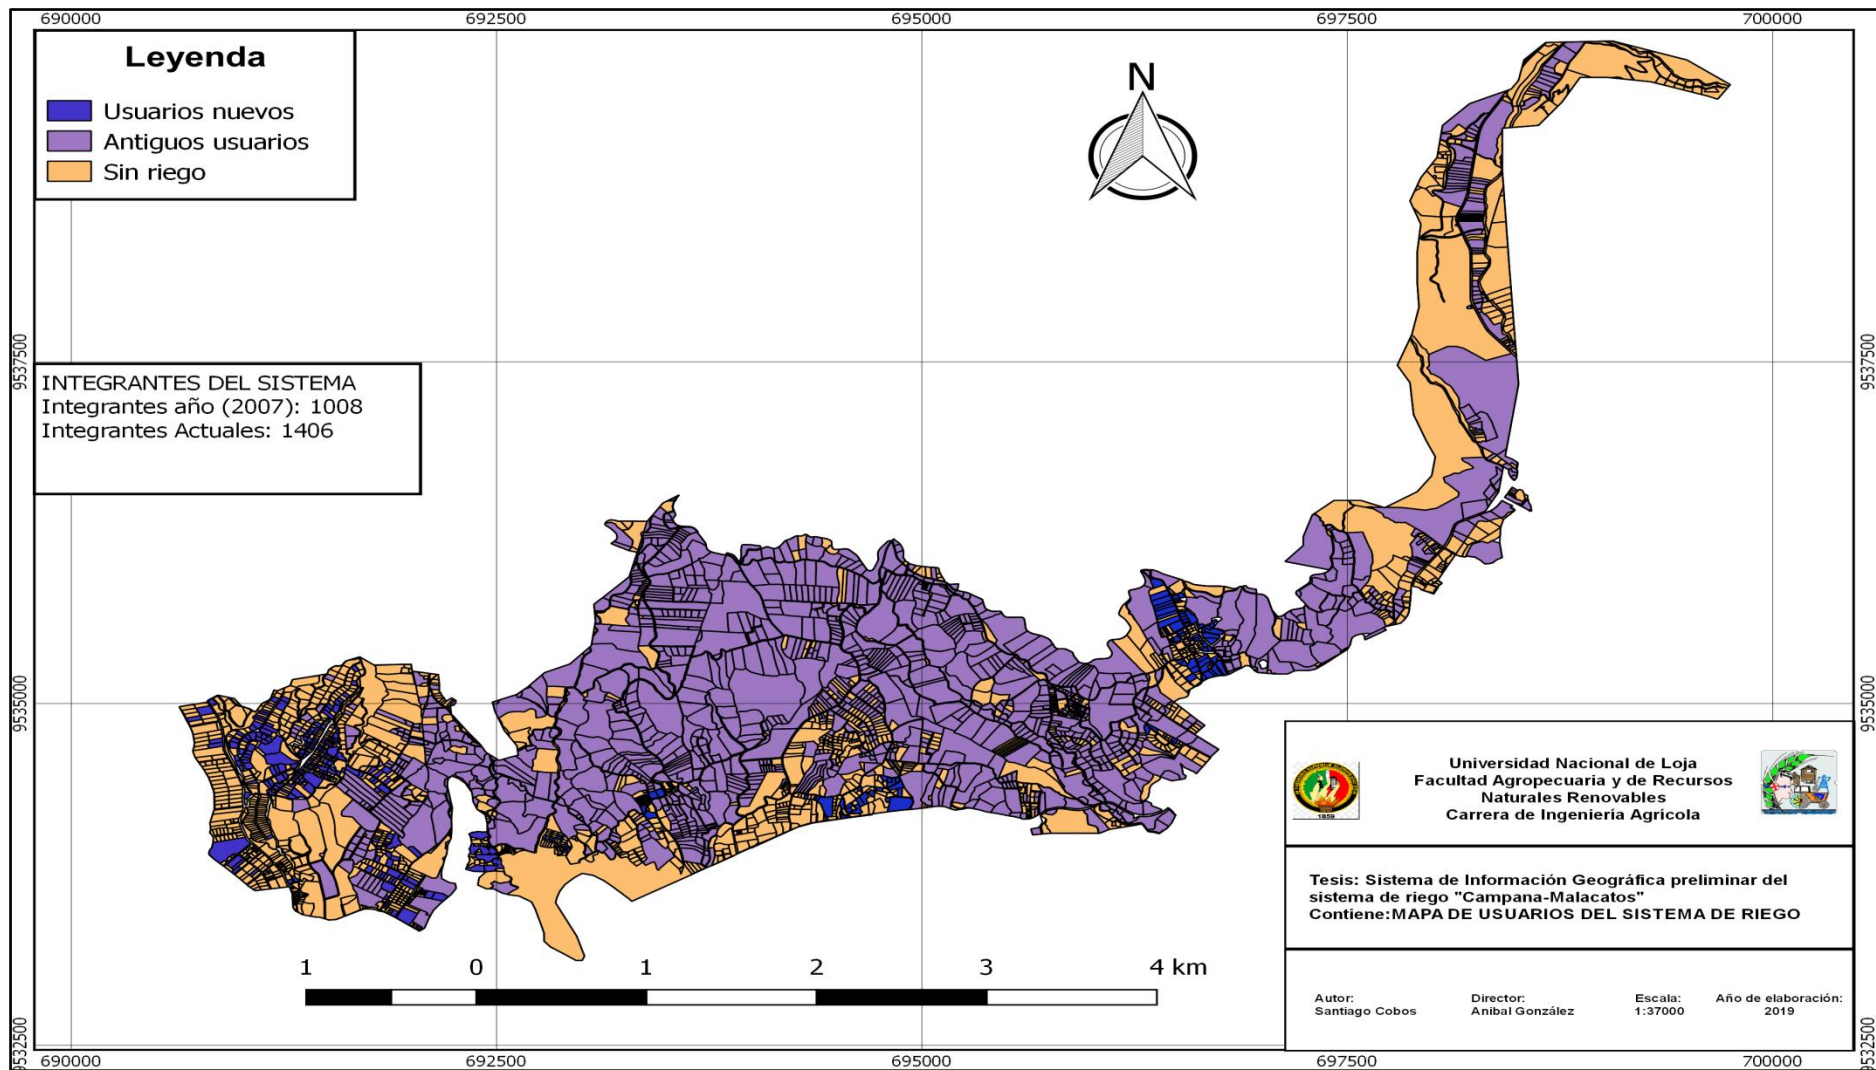 690000
692500
695000
697500
700000
Leyenda
Usuarios nuevos
Antiguos usuarios
Sin riego
N
9537500
9537500
INTEGRANTES DEL SISTEMA
Integrantes año (2007): 1008
Integrantes Actuales: 1406
9535000
9535000
Universidad Nacional de Loja
Facultad Agropecuaria y de Recursos
Naturales Renovables
Carrera de Ingeniería Agrícola
1859
Tesis: Sistema de Información Geográfica preliminar del
sistema de riego "Campana-Malacatos"
Contiene:MAPA DE USUARIOS DEL SISTEMA DE RIEGO
1 0 1 2 3 4 km
Autor:
Santiago Cobos
Director:
Anibal González
Escala:
1:37000
Año de elaboración:
2019
9532500
9532500
690000
692500
695000
697500
700000